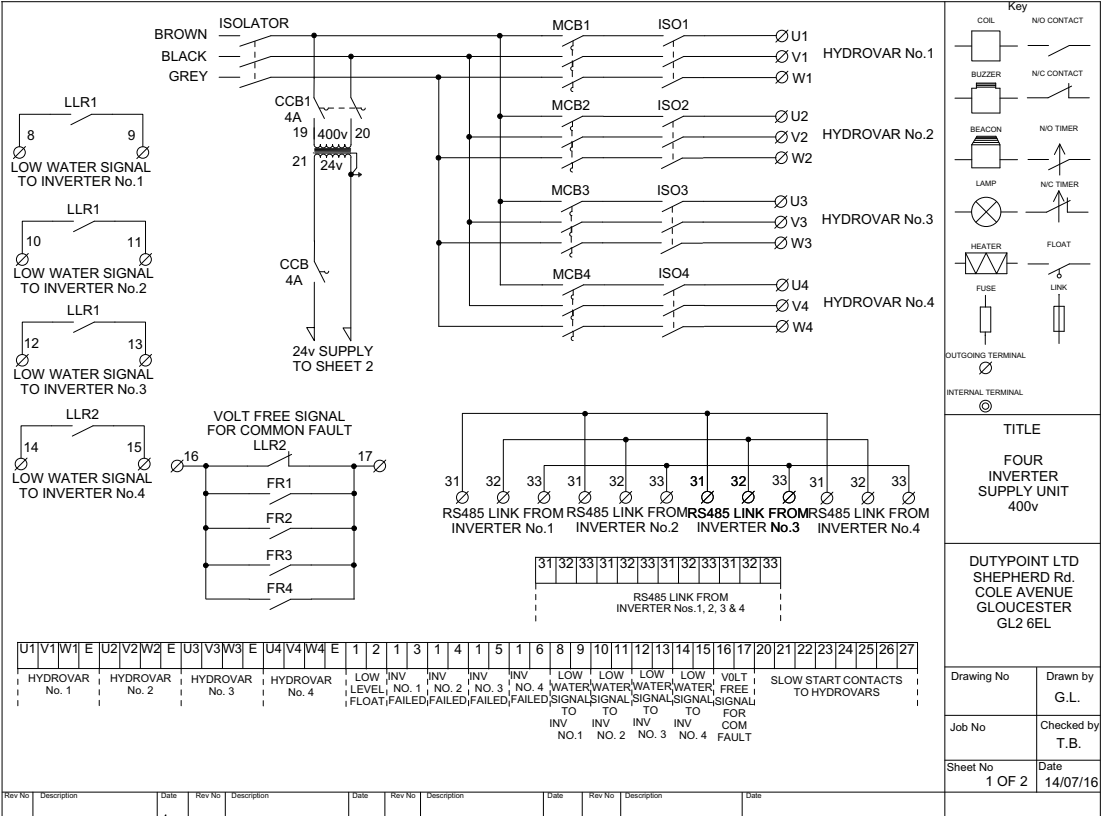 BROWN
BLACK
GREY
ISOLATOR
MCB1
ISO1
U1
V1
W1
HYDROVAR No.1
CCB1
4A
19
400v
20
21
24v
MCB2
ISO2
U2
V2
W2
HYDROVAR No.2
MCB3
ISO3
U3
V3
W3
HYDROVAR No.3
CCB
4A
MCB4
ISO4
U4
V4
W4
HYDROVAR No.4
24v SUPPLY
TO SHEET 2
LLR1
8
9
LOW WATER SIGNAL
TO INVERTER No.1
LLR1
10
11
LOW WATER SIGNAL
TO INVERTER No.2
LLR1
12
13
LOW WATER SIGNAL
TO INVERTER No.3
LLR2
14
15
LOW WATER SIGNAL
TO INVERTER No.4
VOLT FREE SIGNAL
FOR COMMON FAULT
LLR2
16
17
FR1
FR2
FR3
FR4
31 32 33 31 32 33 31 32 33 31 32 33
RS485 LINK FROM
INVERTER No.1
RS485 LINK FROM
INVERTER No.2
RS485 LINK FROM
INVERTER No.3
RS485 LINK FROM
INVERTER No.4
31 32 33 31 32 33 31 32 33 31 32 33
RS485 LINK FROM
INVERTER Nos.1, 2, 3 & 4
U1 V1 W1 E U2 V2 W2 E U3 V3 W3 E U4 V4 W4 E 1 2 1 3 1 4 1 5 1 6 8 9 10 11 12 13 14 15 16 17 20 21 22 23 24 25 26 27
HYDROVAR
No. 1
HYDROVAR
No. 2
HYDROVAR
No. 3
HYDROVAR
No. 4
LOW
LEVEL
FLOAT
INV
NO. 1
FAILED
INV
NO. 2
FAILED
INV
NO. 3
FAILED
INV
NO. 4
FAILED
LOW
WATER
SIGNAL
TO
INV
NO.1
LOW
WATER
SIGNAL
TO
INV
NO. 2
LOW
WATER
SIGNAL
TO
INV
NO. 3
LOW
WATER
SIGNAL
TO
INV
NO. 4
V0LT
FREE
SIGNAL
FOR
COM
FAULT
SLOW START CONTACTS
TO HYDROVARS
Key
COIL
N/O CONTACT
BUZZER
N/C CONTACT
BEACON
N/O TIMER
LAMP
N/C TIMER
HEATER
FLOAT
FUSE
LINK
OUTGOING TERMINAL
INTERNAL TERMINAL
TITLE
FOUR
INVERTER
SUPPLY UNIT
400v
DUTYPOINT LTD
SHEPHERD Rd.
COLE AVENUE
GLOUCESTER
GL2 6EL
Drawing No
Drawn by
G.L.
Job No
Checked by
T.B.
Sheet No
1 OF 2
Date
14/07/16
Rev No Description Date Rev No Description Date Rev No Description Date Rev No Description Date